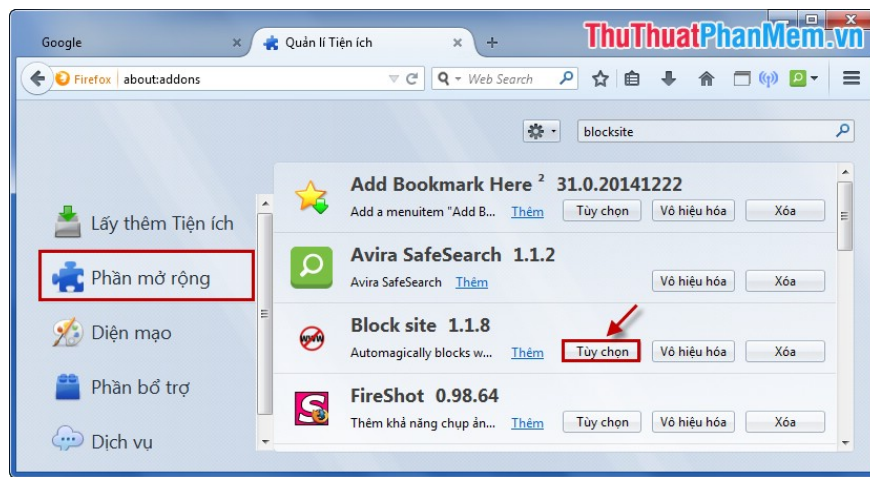 ThuThuatPhanMem.vn
Google
Quản lí Tiện ích
Firefox about:addons
Web Search
blocksite
Lấy thêm Tiện ích
Phần mở rộng
Diện mạo
Phần bổ trợ
Dịch vụ
Add Bookmark Here ² 31.0.20141222
Add a menuitem "Add B... Thêm Tùy chọn Vô hiệu hóa Xóa
Avira SafeSearch 1.1.2
Avira SafeSearch Thêm Vô hiệu hóa Xóa
WWW
Block site 1.1.8
Automagically blocks w... Thêm Tùy chọn Vô hiệu hóa Xóa
S
FireShot 0.98.64
Thêm khả năng chụp ản... Thêm Tùy chọn Vô hiệu hóa Xóa